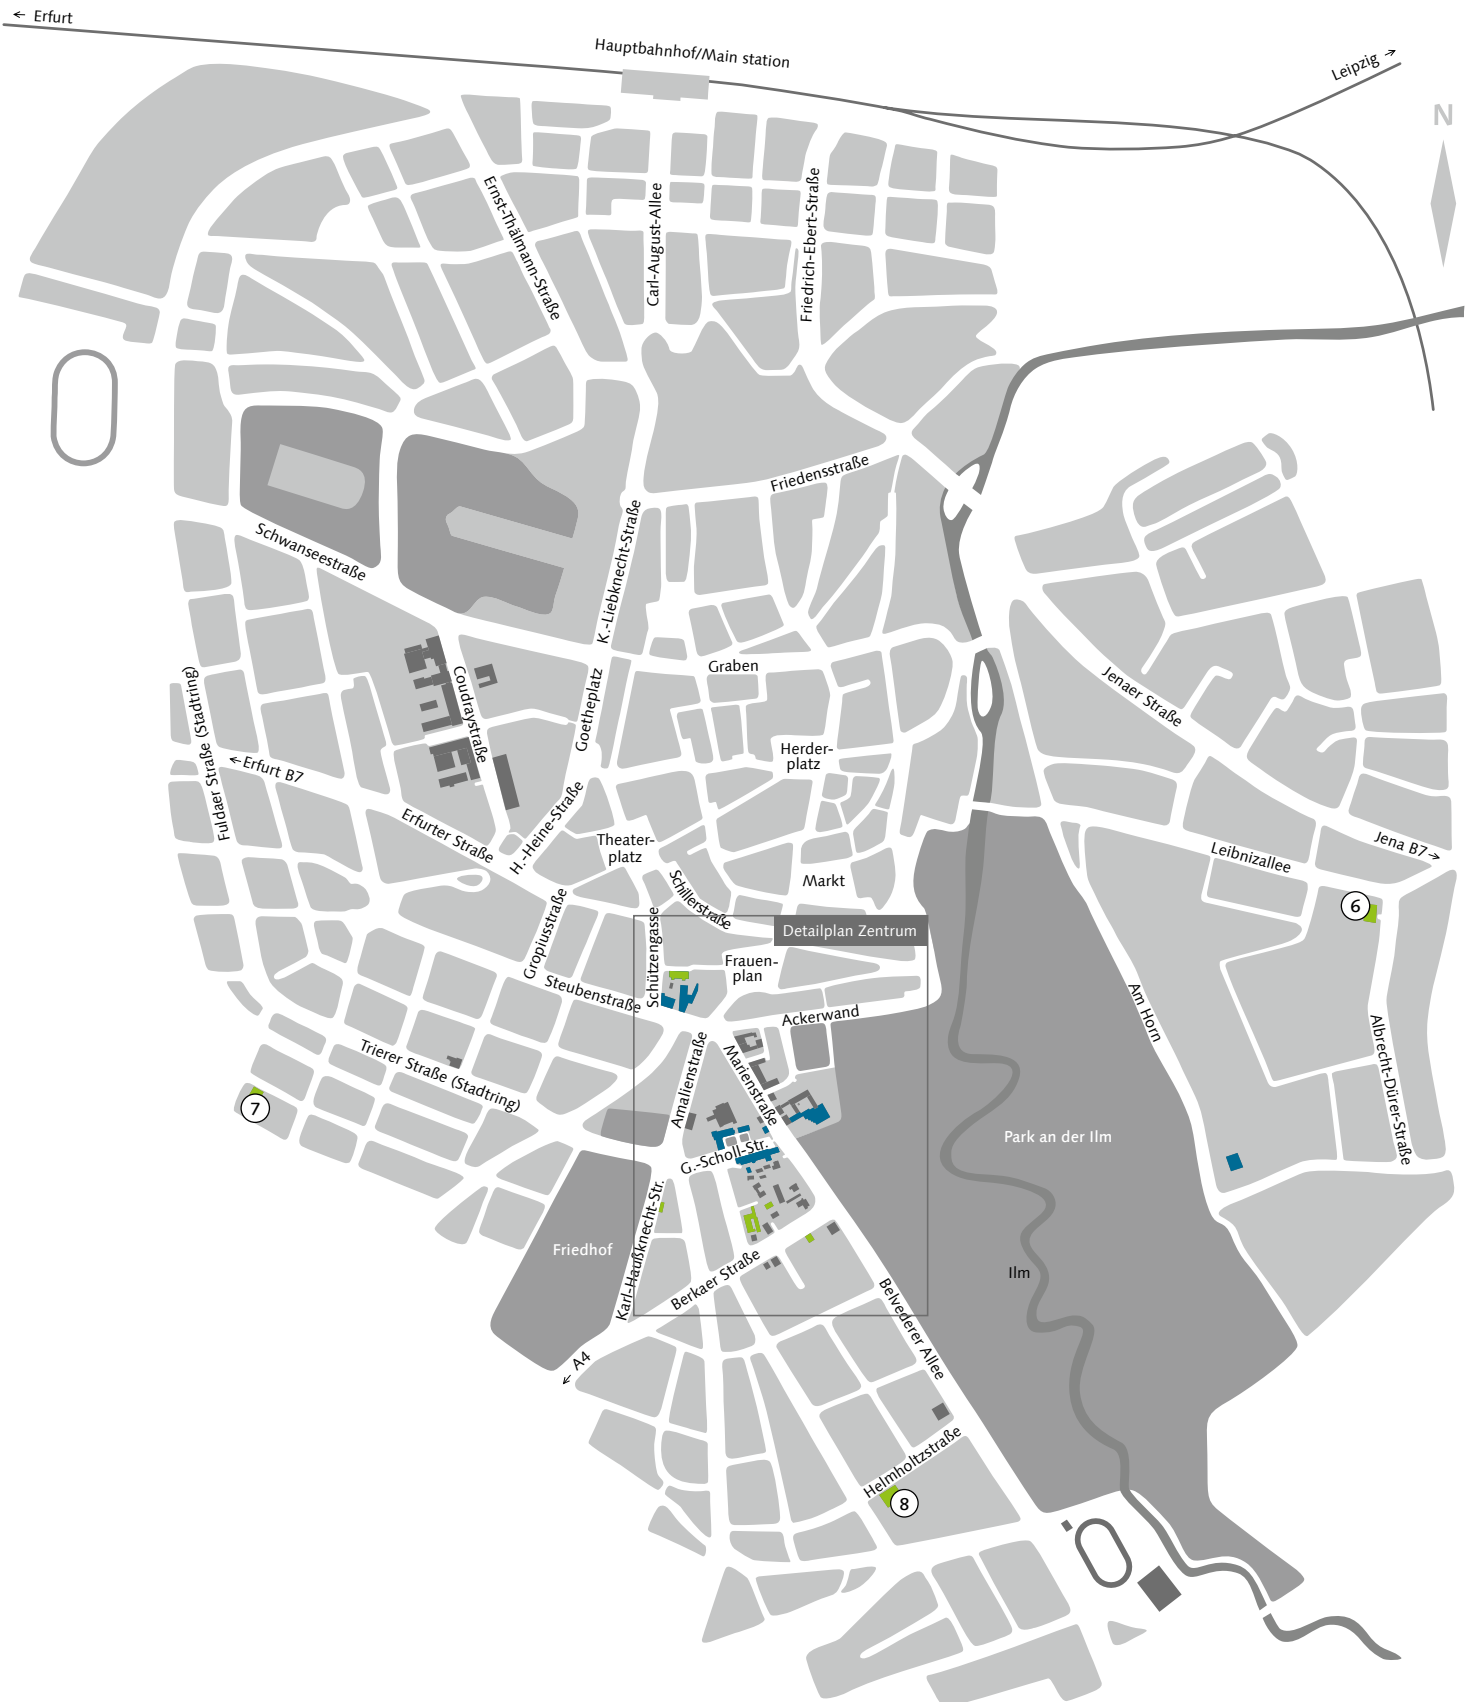 ← Erfurt
Hauptbahnhof/Main station
Leipzig →
N
Ernst-Thälmann-Straße
Carl-August-Allee
Friedrich-Ebert-Straße
Friedensstraße
Schwanseestraße
K.-Liebknecht-Straße
Graben
Coudraystraße
Goetheplatz
Jenaer Straße
Fuldaer Straße (Stadtring)
← Erfurt B7
Herder-
platz
Erfurter Straße
H.-Heine-Straße
Theater-
platz
Jena B7 →
Leibnizallee
Markt
Schillerstraße
6
Gropiusstraße
Schützengasse
Detailplan Zentrum
Frauen-
plan
Steubenstraße
Ackerwand
Am Horn
Trierer Straße (Stadtring)
Amalienstraße
Marienstraße
Albrecht-Dürer-Straße
7
Park an der Ilm
G.-Scholl-Str.
Friedhof
Karl-Haußknecht-Str.
Ilm
Berkaer Straße
Belvederer Allee
← A4
Helmholtzstraße
8